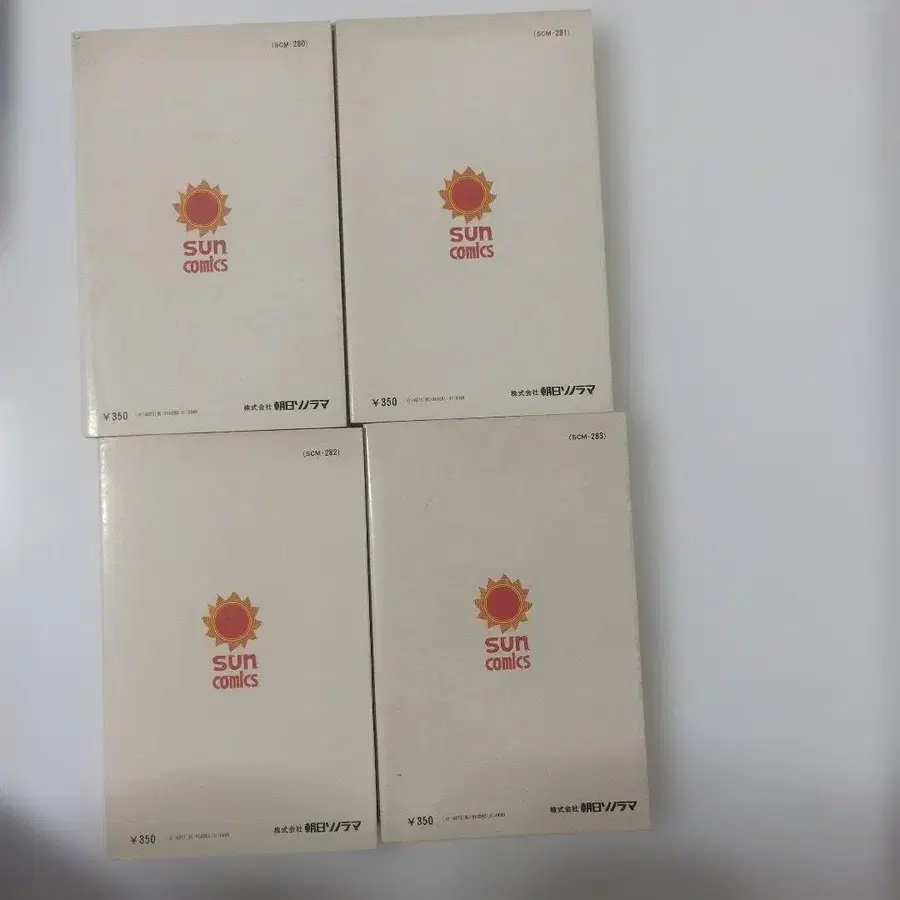 (SCM-280)
sun
comics
¥350
株式会社 朝日ソノラマ
(SCM-281)
sun
comics
¥350
株式会社 朝日ソノラマ
(SCM-282)
sun
comics
¥350
株式会社 朝日ソノラマ
(SCM-283)
sun
comics
¥350
株式会社 朝日ソノラマ